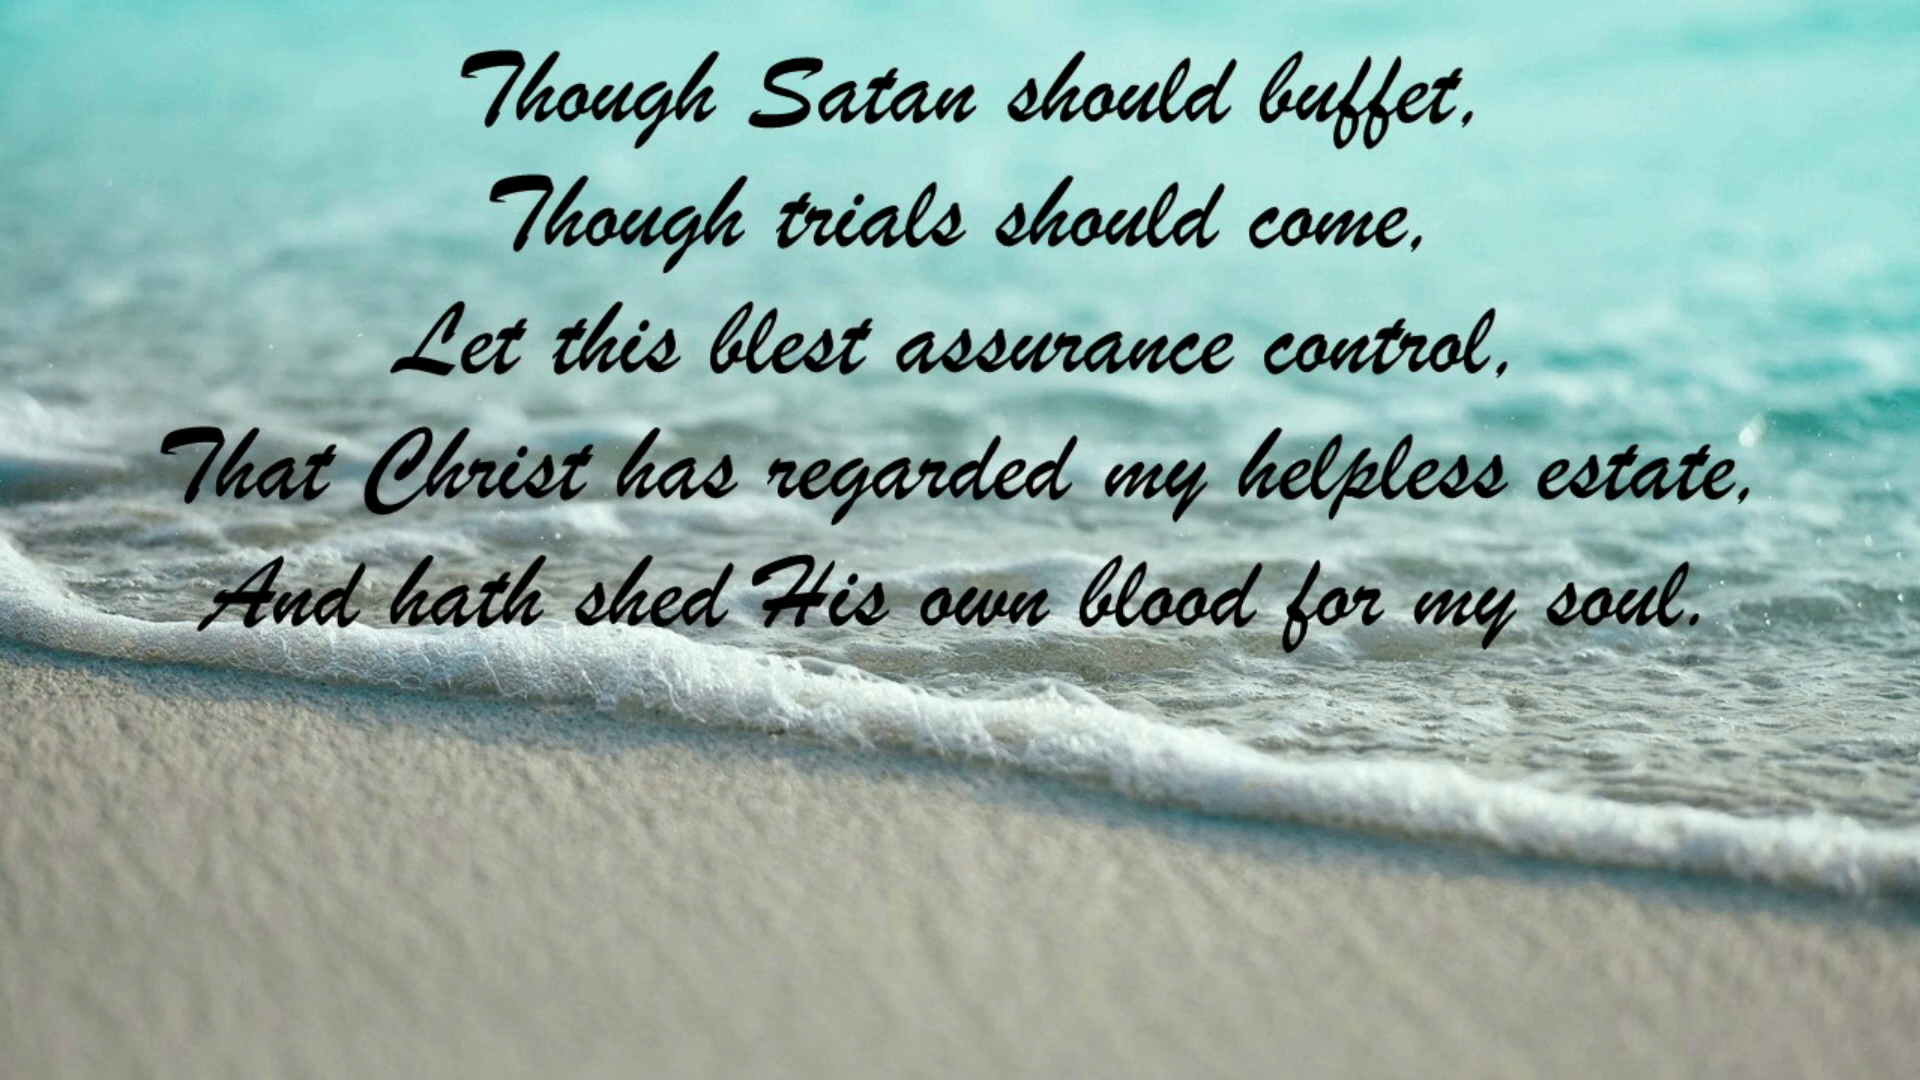 Though Satan should buffet,
Though trials should come,
Let this blest assurance control,
That Christ has regarded my helpless estate,
And hath shed His own blood for my soul.